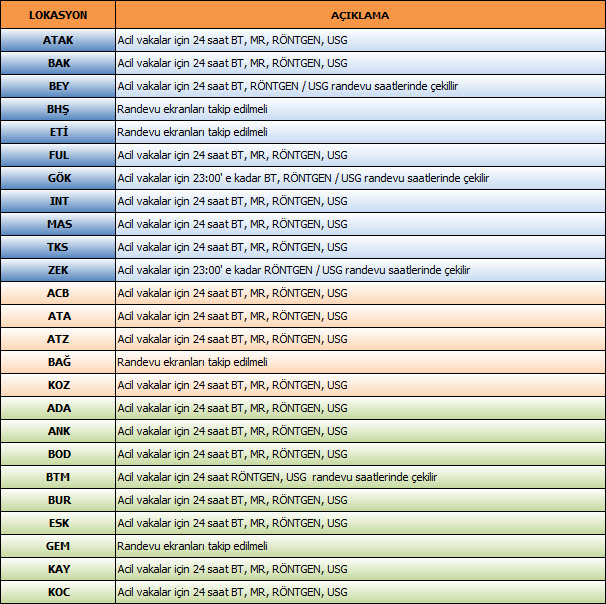 LOKASYON AÇIKLAMA
ATAK Acil vakalar için 24 saat BT, MR, RÖNTGEN, USG
BAK Acil vakalar için 24 saat BT, MR, RÖNTGEN, USG
BEY Acil vakalar için 24 saat BT, RÖNTGEN / USG randevu saatlerinde çekillir
BHŞ Randevu ekranları takip edilmeli
ETİ Randevu ekranları takip edilmeli
FUL Acil vakalar için 24 saat BT, MR, RÖNTGEN, USG
GÖK Acil vakalar için 23:00' e kadar BT, RÖNTGEN / USG randevu saatlerinde çekilir
INT Acil vakalar için 24 saat BT, MR, RÖNTGEN, USG
MAS Acil vakalar için 24 saat BT, MR, RÖNTGEN, USG
TKS Acil vakalar için 24 saat BT, MR, RÖNTGEN, USG
ZEK Acil vakalar için 23:00' e kadar RÖNTGEN / USG randevu saatlerinde çekilir
ACB Acil vakalar için 24 saat BT, MR, RÖNTGEN, USG
ATA Acil vakalar için 24 saat BT, MR, RÖNTGEN, USG
ATZ Acil vakalar için 24 saat BT, MR, RÖNTGEN, USG
BAĞ Randevu ekranları takip edilmeli
KOZ Acil vakalar için 24 saat BT, MR, RÖNTGEN, USG
ADA Acil vakalar için 24 saat BT, MR, RÖNTGEN, USG
ANK Acil vakalar için 24 saat BT, MR, RÖNTGEN, USG
BOD Acil vakalar için 24 saat BT, MR, RÖNTGEN, USG
BTM Acil vakalar için 24 saat RÖNTGEN, USG randevu saatlerinde çekilir
BUR Acil vakalar için 24 saat BT, MR, RÖNTGEN, USG
ESK Acil vakalar için 24 saat BT, MR, RÖNTGEN, USG
GEM Randevu ekranları takip edilmeli
KAY Acil vakalar için 24 saat BT, MR, RÖNTGEN, USG
KOC Acil vakalar için 24 saat BT, MR, RÖNTGEN, USG